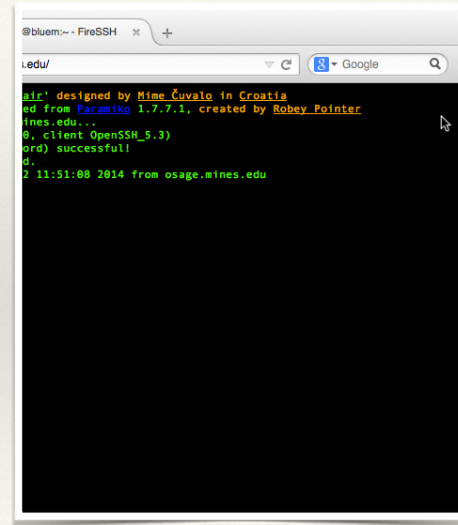 @bluem:~ - FireSSH × +
s.edu/ Google
air' designed by Mime Čuvalo in Croatia
ed from Paramiko 1.7.7.1, created by Robey Pointer
ines.edu...
0, client OpenSSH_5.3)
ord) successful!
d.
2 11:51:08 2014 from osage.mines.edu